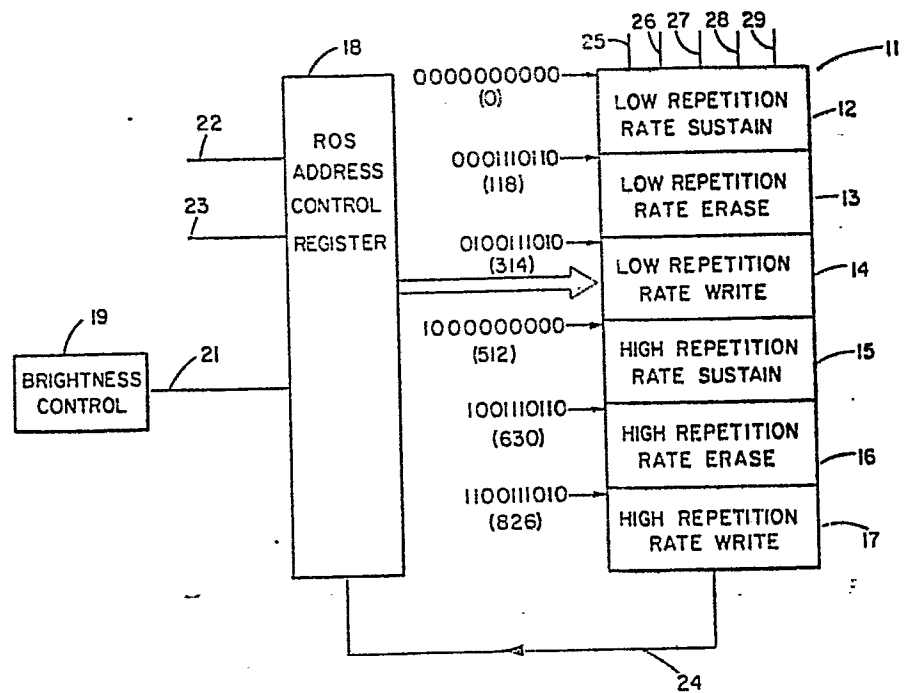 25
26
27
28
29
11
18
ROS
ADDRESS
CONTROL
REGISTER
22
23
19
BRIGHTNESS
CONTROL
21
0000000000
(0)
LOW REPETITION
RATE SUSTAIN
12
0001110110
(118)
LOW REPETITION
RATE ERASE
13
0100111010
(314)
LOW REPETITION
RATE WRITE
14
1000000000
(512)
HIGH REPETITION
RATE SUSTAIN
15
1001110110
(630)
HIGH REPETITION
RATE ERASE
16
1100111010
(826)
HIGH REPETITION
RATE WRITE
17
24